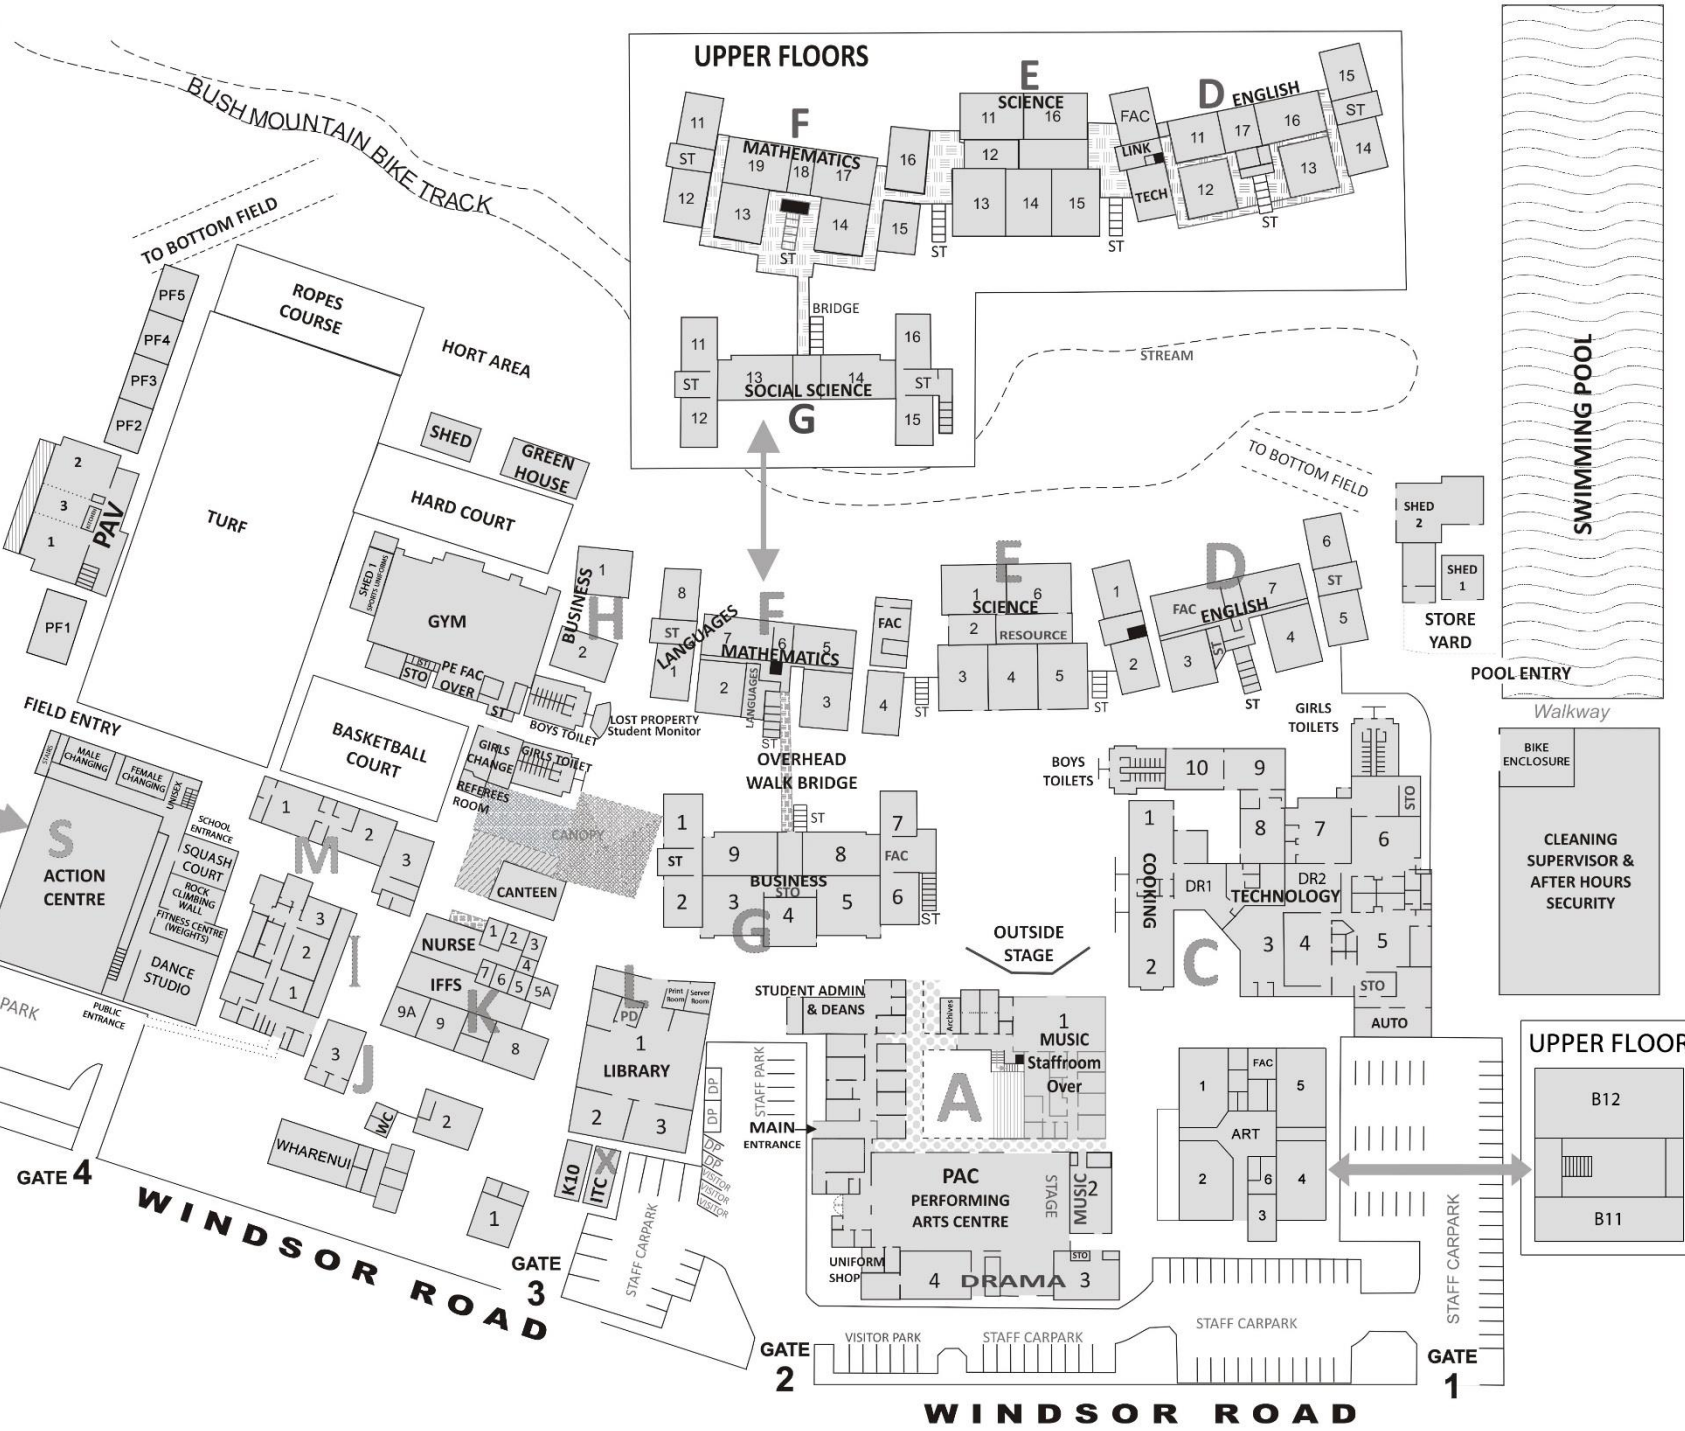 UPPER FLOORS
BUSH MOUNTAIN BIKE TRACK
TO BOTTOM FIELD
F
MATHEMATICS
11
ST
12
19
18
17
13
14
ST
16
15
ST
E
SCIENCE
11
16
12
13
14
15
ST
FAC
LINK
TECH
D
ENGLISH
11
17
16
12
13
ST
15
ST
14
BRIDGE
11
ST
12
13
14
SOCIAL SCIENCE
G
16
ST
15
STREAM
TO BOTTOM FIELD
SWIMMING POOL
PF5
PF4
PF3
PF2
ROPES
COURSE
HORT AREA
SHED
GREEN
HOUSE
HARD COURT
TURF
2
3
1
KITCHEN
PAV
PF1
FIELD ENTRY
SHED 1
SPORTS UNIFORMS
GYM
STO
PE FAC
OVER
ST
BUSINESS
H
1
2
BOYS TOILET
LOST PROPERTY
Student Monitor
BASKETBALL
COURT
GIRLS
CHANGE
GIRLS TOILET
REFEREES
ROOM
CANOPY
CANTEEN
8
ST
1
LANGUAGES
F
7
6
5
MATHEMATICS
2
LANGUAGES
3
ST
FAC
4
ST
OVERHEAD
WALK BRIDGE
E
1
6
SCIENCE
2
RESOURCE
3
4
5
ST
1
2
D
FAC
7
ENGLISH
3
ST
4
ST
6
ST
5
SHED
2
SHED
1
STORE
YARD
POOL ENTRY
Walkway
BIKE
ENCLOSURE
CLEANING
SUPERVISOR &
AFTER HOURS
SECURITY
1
ST
2
ST
9
8
BUSINESS
STO
3
4
5
G
7
FAC
6
ST
BOYS
TOILETS
GIRLS
TOILETS
10
9
8
7
6
STO
1
COOKING
2
DR1
DR2
TECHNOLOGY
C
3
4
5
STO
AUTO
OUTSIDE
STAGE
STAIRS
MALE
CHANGING
FEMALE
CHANGING
UNISEX
SCHOOL
ENTRANCE
S
ACTION
CENTRE
SQUASH
COURT
ROCK
CLIMBING
WALL
FITNESS CENTRE
(WEIGHTS)
DANCE
STUDIO
PUBLIC
ENTRANCE
PARK
M
1
2
3
I
3
2
1
J
3
2
1
WC
WHARENUI
NURSE
1
2
3
4
IFFS
7
6
5
5A
9A
9
K
8
L
PD
Print
Room
Server
Room
1
LIBRARY
2
3
K10
ITC
X
DP
DP
DP
DP
VISITOR
VISITOR
VISITOR
STAFF PARK
STAFF CARPARK
STUDENT ADMIN
& DEANS
MAIN
ENTRANCE
Archives
A
1
MUSIC
Staffroom
Over
PAC
PERFORMING
ARTS CENTRE
STAGE
MUSIC
2
UNIFORM
SHOP
4
DRAMA
STO
3
1
FAC
5
ART
2
6
3
4
UPPER FLOOR
B12
B11
STAFF CARPARK
VISITOR PARK
STAFF CARPARK
STAFF CARPARK
GATE 4
GATE
3
GATE
2
GATE
1
WINDSOR ROAD
WINDSOR ROAD